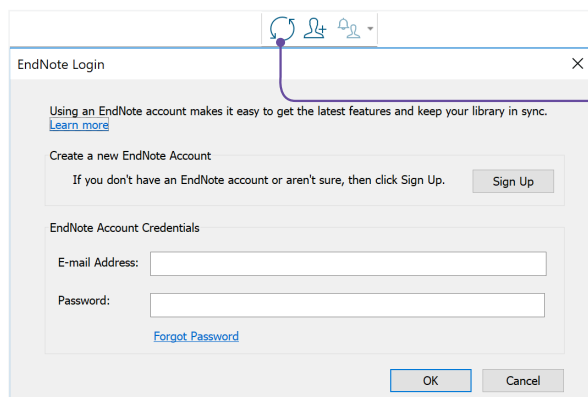 EndNote Login
Using an EndNote account makes it easy to get the latest features and keep your library in sync.
Learn more
Create a new EndNote Account
If you don't have an EndNote account or aren't sure, then click Sign Up.
Sign Up
EndNote Account Credentials
E-mail Address:
Password:
Forgot Password
OK
Cancel